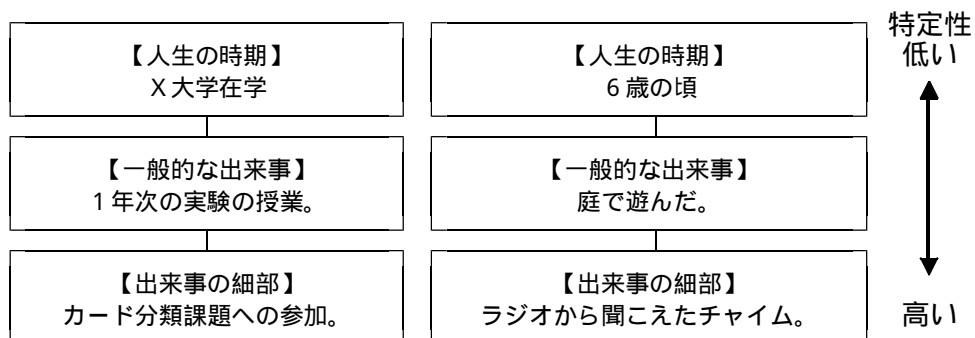 【人生の時期】
X大学在学
【一般的な出来事】
1年次の実験の授業。
【出来事の細部】
カード分類課題への参加。
【人生の時期】
6歳の頃
【一般的な出来事】
庭で遊んだ。
【出来事の細部】
ラジオから聞こえたチャイム。
特定性
低い
高い